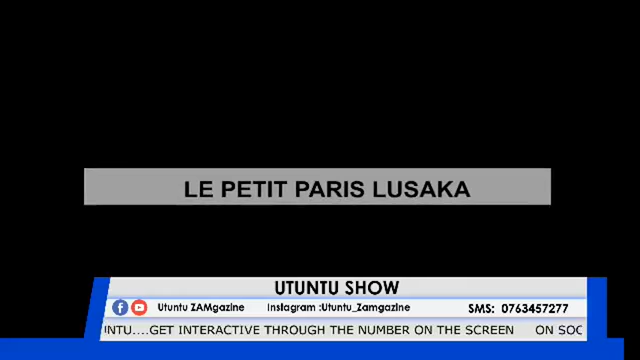 LE PETIT PARIS LUSAKA
UTUNTU SHOW
Utuntu ZAMgazine Instagram :Utuntu_Zamgazine SMS: 0763457277
UNTU....GET INTERACTIVE THROUGH THE NUMBER ON THE SCREEN ON SOC